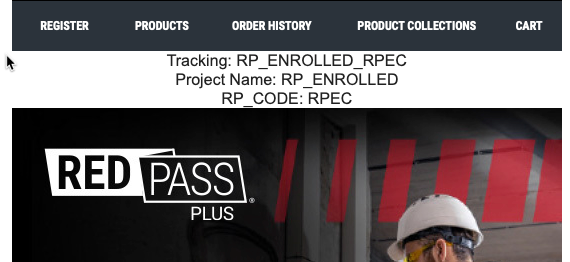 REGISTER PRODUCTS ORDER HISTORY PRODUCT COLLECTIONS CART
Tracking: RP_ENROLLED_RPEC
Project Name: RP_ENROLLED
RP_CODE: RPEC
RED PASS®
PLUS